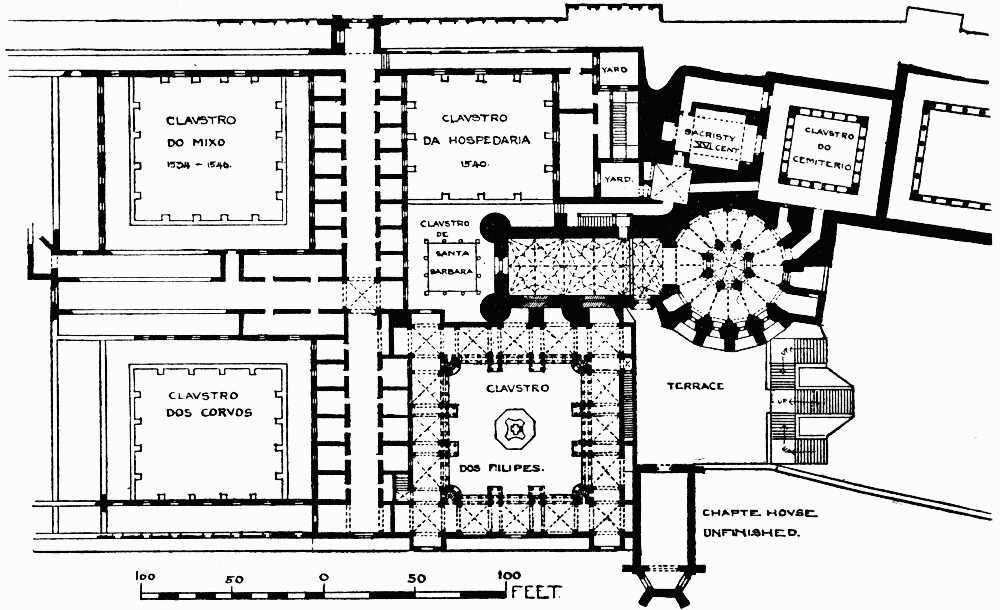 YARD
CLAVSTRO
DO MIXO
1534 – 1546.
CLAVSTRO
DA HOSPEDARIA
1540.
SACRISTY
XVI CENT.
CLAVSTRO
DO
CEMITERIO
YARD.
CLAVSTRO
DE
SANTA
BARBARA
CLAVSTRO
DOS CORVOS
CLAVSTRO
DOS FILIPES.
TERRACE
UP
UP
UP
CHAPTE HOVSE
UNFINISHED.
100 50 0 50 100 FEET.